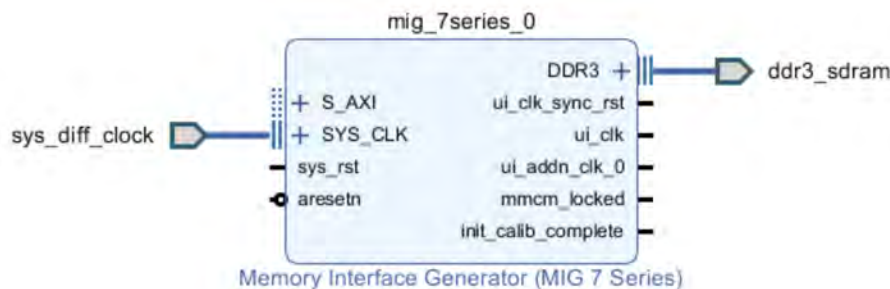 mig_7series_0
DDR3
ddr3_sdram
S_AXI
ui_clk_sync_rst
sys_diff_clock
SYS_CLK
ui_clk
sys_rst
ui_addn_clk_0
aresetn
mmcm_locked
init_calib_complete
Memory Interface Generator (MIG 7 Series)